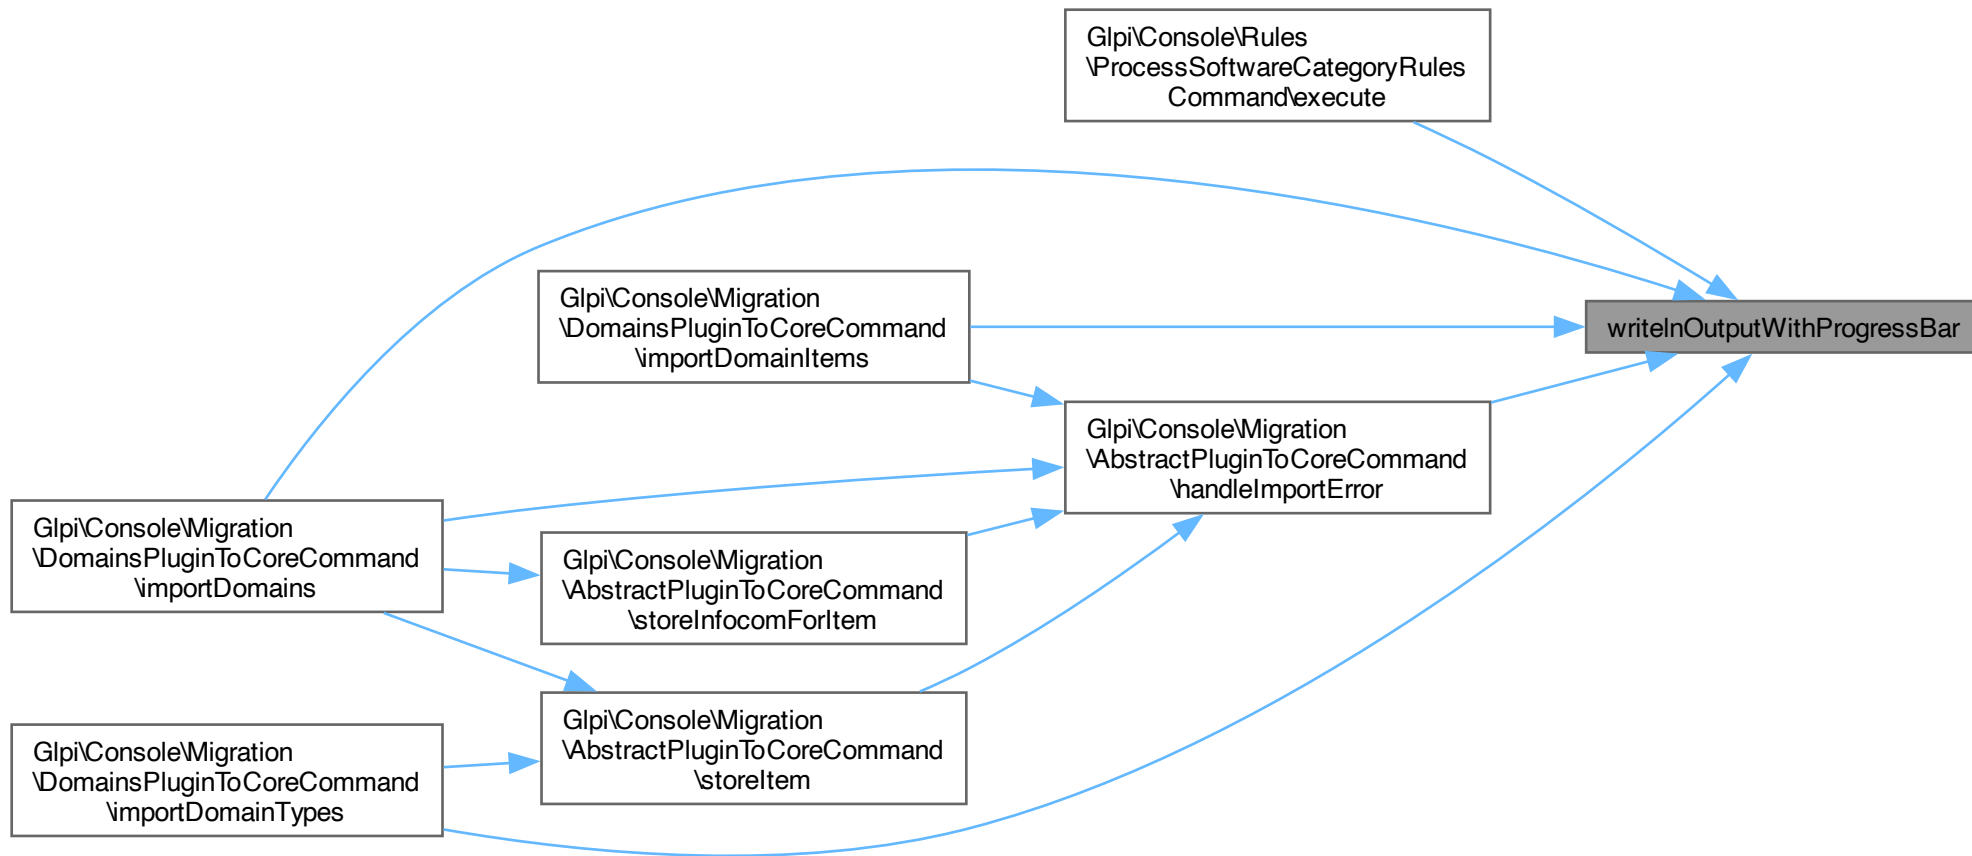 Glpi\Console\Rules
\ProcessSoftwareCategoryRules
Command\execute
writeInOutputWithProgressBar
Glpi\Console\Migration
\DomainsPluginToCoreCommand
\importDomainItems
Glpi\Console\Migration
\AbstractPluginToCoreCommand
\handleImportError
Glpi\Console\Migration
\DomainsPluginToCoreCommand
\importDomains
Glpi\Console\Migration
\AbstractPluginToCoreCommand
\storeInfocomForItem
Glpi\Console\Migration
\AbstractPluginToCoreCommand
\storeItem
Glpi\Console\Migration
\DomainsPluginToCoreCommand
\importDomainTypes